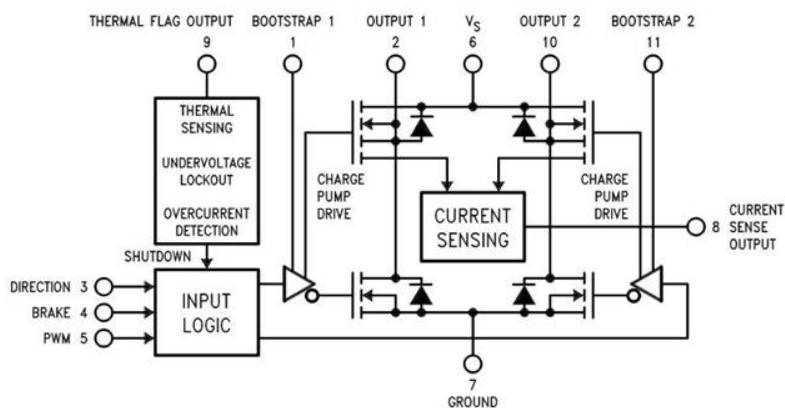 THERMAL FLAG OUTPUT BOOTSTRAP 1 OUTPUT 1 VS OUTPUT 2 BOOTSTRAP 2
9 1 2 6 10 11
THERMAL
SENSING
UNDERVOLTAGE
LOCKOUT
OVERCURRENT
DETECTION
CHARGE
PUMP
DRIVE
CURRENT
SENSING
CHARGE
PUMP
DRIVE
8 CURRENT
SENSE
OUTPUT
SHUTDOWN
DIRECTION 3
BRAKE 4
PWM 5
INPUT
LOGIC
7
GROUND